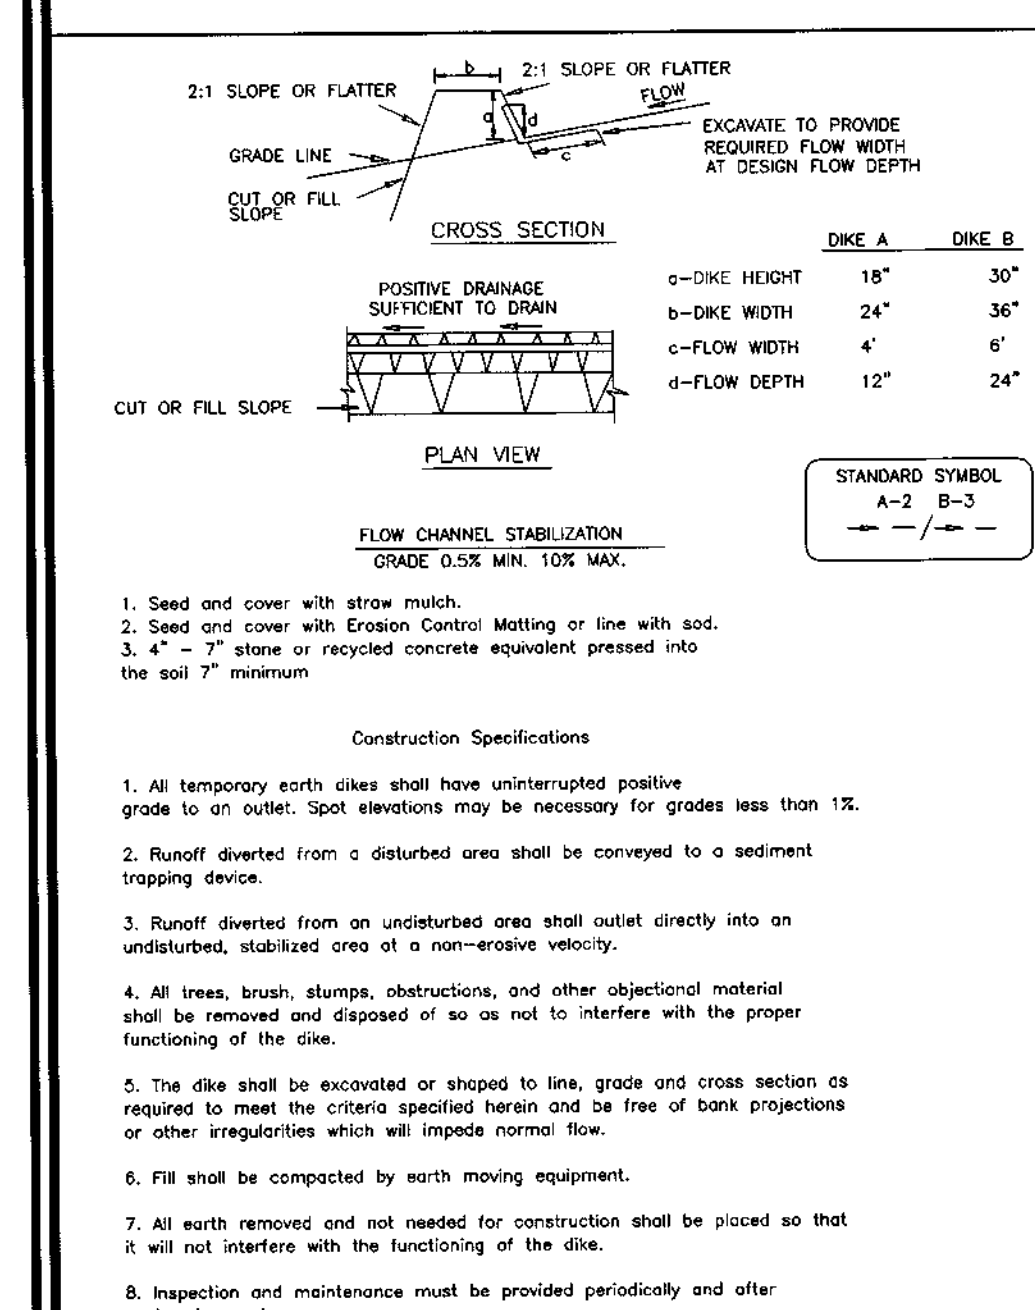 b
2:1 SLOPE OR FLATTER
2:1 SLOPE OR FLATTER
FLOW
a
d
EXCAVATE TO PROVIDE
REQUIRED FLOW WIDTH
AT DESIGN FLOW DEPTH
GRADE LINE
c
CUT OR FILL
SLOPE
CROSS SECTION
DIKE A DIKE B
a-DIKE HEIGHT 18" 30"
b-DIKE WIDTH 24" 36"
c-FLOW WIDTH 4' 6'
d-FLOW DEPTH 12" 24"
POSITIVE DRAINAGE
SUFFICIENT TO DRAIN
CUT OR FILL SLOPE
PLAN VIEW
STANDARD SYMBOL
A-2 B-3
FLOW CHANNEL STABILIZATION
GRADE 0.5% MIN. 10% MAX.
1. Seed and cover with straw mulch.
2. Seed and cover with Erosion Control Matting or line with sod.
3. 4" - 7" stone or recycled concrete equivalent pressed into
the soil 7" minimum
Construction Specifications
1. All temporary earth dikes shall have uninterrupted positive
grade to an outlet. Spot elevations may be necessary for grades less than 1%.
2. Runoff diverted from a disturbed area shall be conveyed to a sediment
trapping device.
3. Runoff diverted from an undisturbed area shall outlet directly into an
undisturbed, stabilized area at a non-erosive velocity.
4. All trees, brush, stumps, obstructions, and other objectional material
shall be removed and disposed of so as not to interfere with the proper
functioning of the dike.
5. The dike shall be excavated or shaped to line, grade and cross section as
required to meet the criteria specified herein and be free of bank projections
or other irregularities which will impede normal flow.
6. Fill shall be compacted by earth moving equipment.
7. All earth removed and not needed for construction shall be placed so that
it will not interfere with the functioning of the dike.
8. Inspection and maintenance must be provided periodically and after